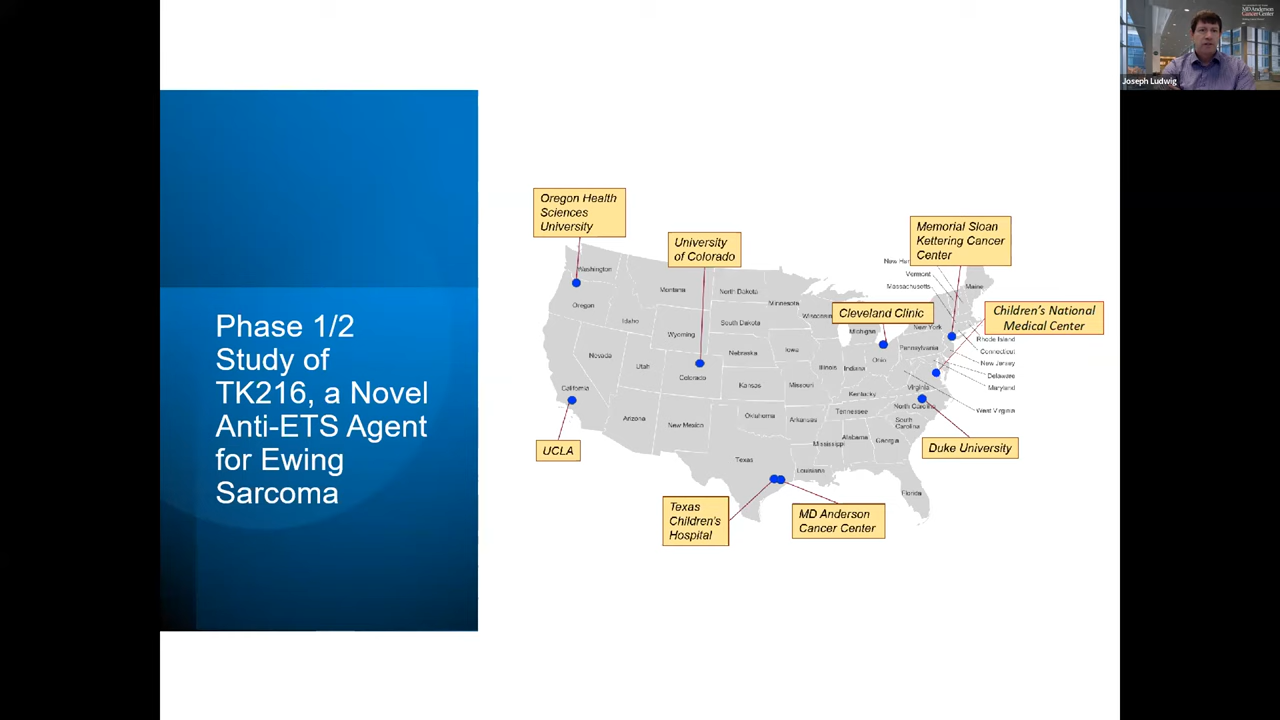 MD Anderson
Cancer Center
Joseph Ludwig
Phase 1/2
Study of
TK216, a Novel
Anti-ETS Agent
for Ewing
Sarcoma
Oregon Health
Sciences
University
University
of Colorado
Memorial Sloan
Kettering Cancer
Center
Cleveland Clinic
Children's National
Medical Center
UCLA
Duke University
Texas
Children's
Hospital
MD Anderson
Cancer Center
Washington
Oregon
Montana
Idaho
Wyoming
North Dakota
South Dakota
Minnesota
Nebraska
Iowa
Nevada
Utah
Colorado
California
Kansas
Missouri
Illinois
Indiana
Michigan
Ohio
Pennsylvania
New York
Vermont
Massachusetts
Maine
Rhode Island
Connecticut
New Jersey
Delaware
Maryland
West Virginia
Virginia
Kentucky
Tennessee
North Carolina
South
Carolina
Arizona
New Mexico
Oklahoma
Arkansas
Mississippi
Alabama
Georgia
Texas
Louisiana
Florida